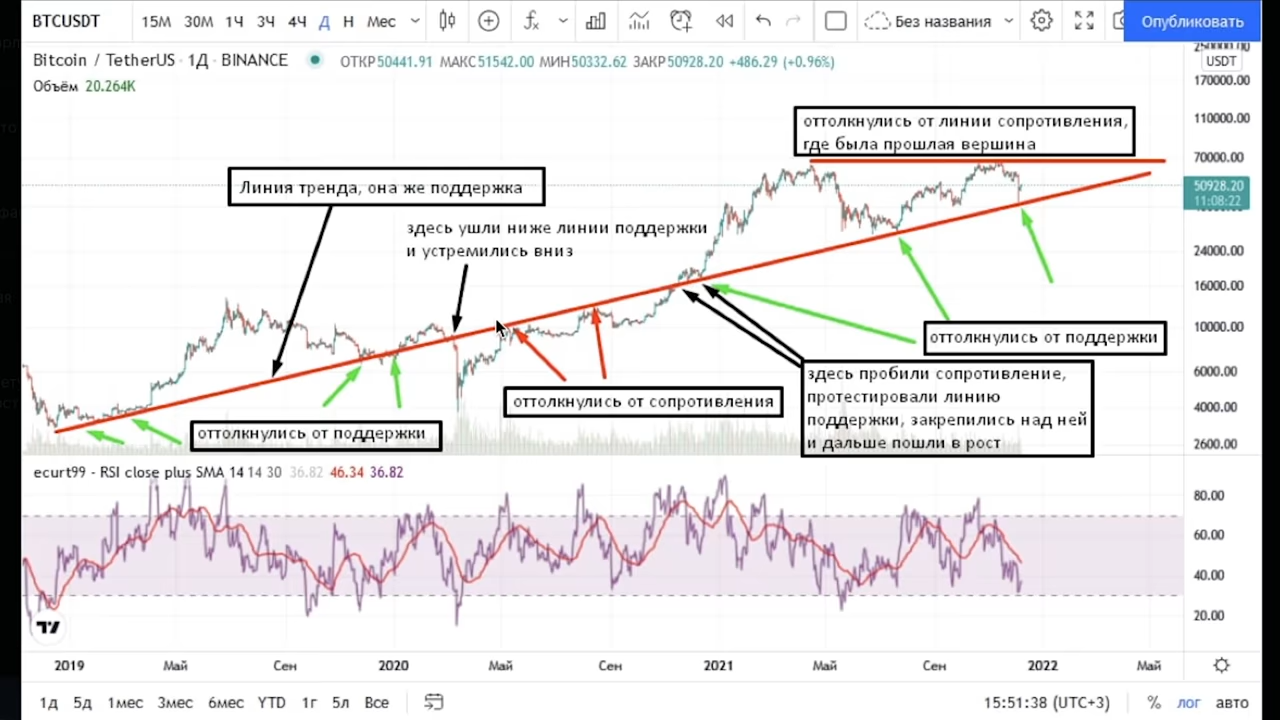 BTCUSDT 15М 30М 1Ч 3Ч 4Ч Д Н Мес Без названия Опубликовать
Bitcoin / TetherUS · 1Д · BINANCE ОТКР50441.91 МАКС51542.00 МИН50332.62 ЗАКР50928.20 +486.29 (+0.96%)
USDT
Объём 20.264K
170000.00
оттолкнулись от линии сопротивления,
где была прошлая вершина
110000.00
70000.00
Линия тренда, она же поддержка
50928.20
11:08:22
здесь ушли ниже линии поддержки
и устремились вниз
24000.00
16000.00
10000.00
оттолкнулись от поддержки
6000.00
здесь пробили сопротивление,
протестировали линию
поддержки, закрепились над ней
и дальше пошли в рост
оттолкнулись от сопротивления
4000.00
оттолкнулись от поддержки
2600.00
ecurt99 - RSI close plus SMA 14 14 30 36.82 46.34 36.82
80.00
60.00
40.00
20.00
2019 Май Сен 2020 Май Сен 2021 Май Сен 2022 Май
1д 5д 1мес 3мес 6мес YTD 1г 5л Все 15:51:38 (UTC+3) % лог авто